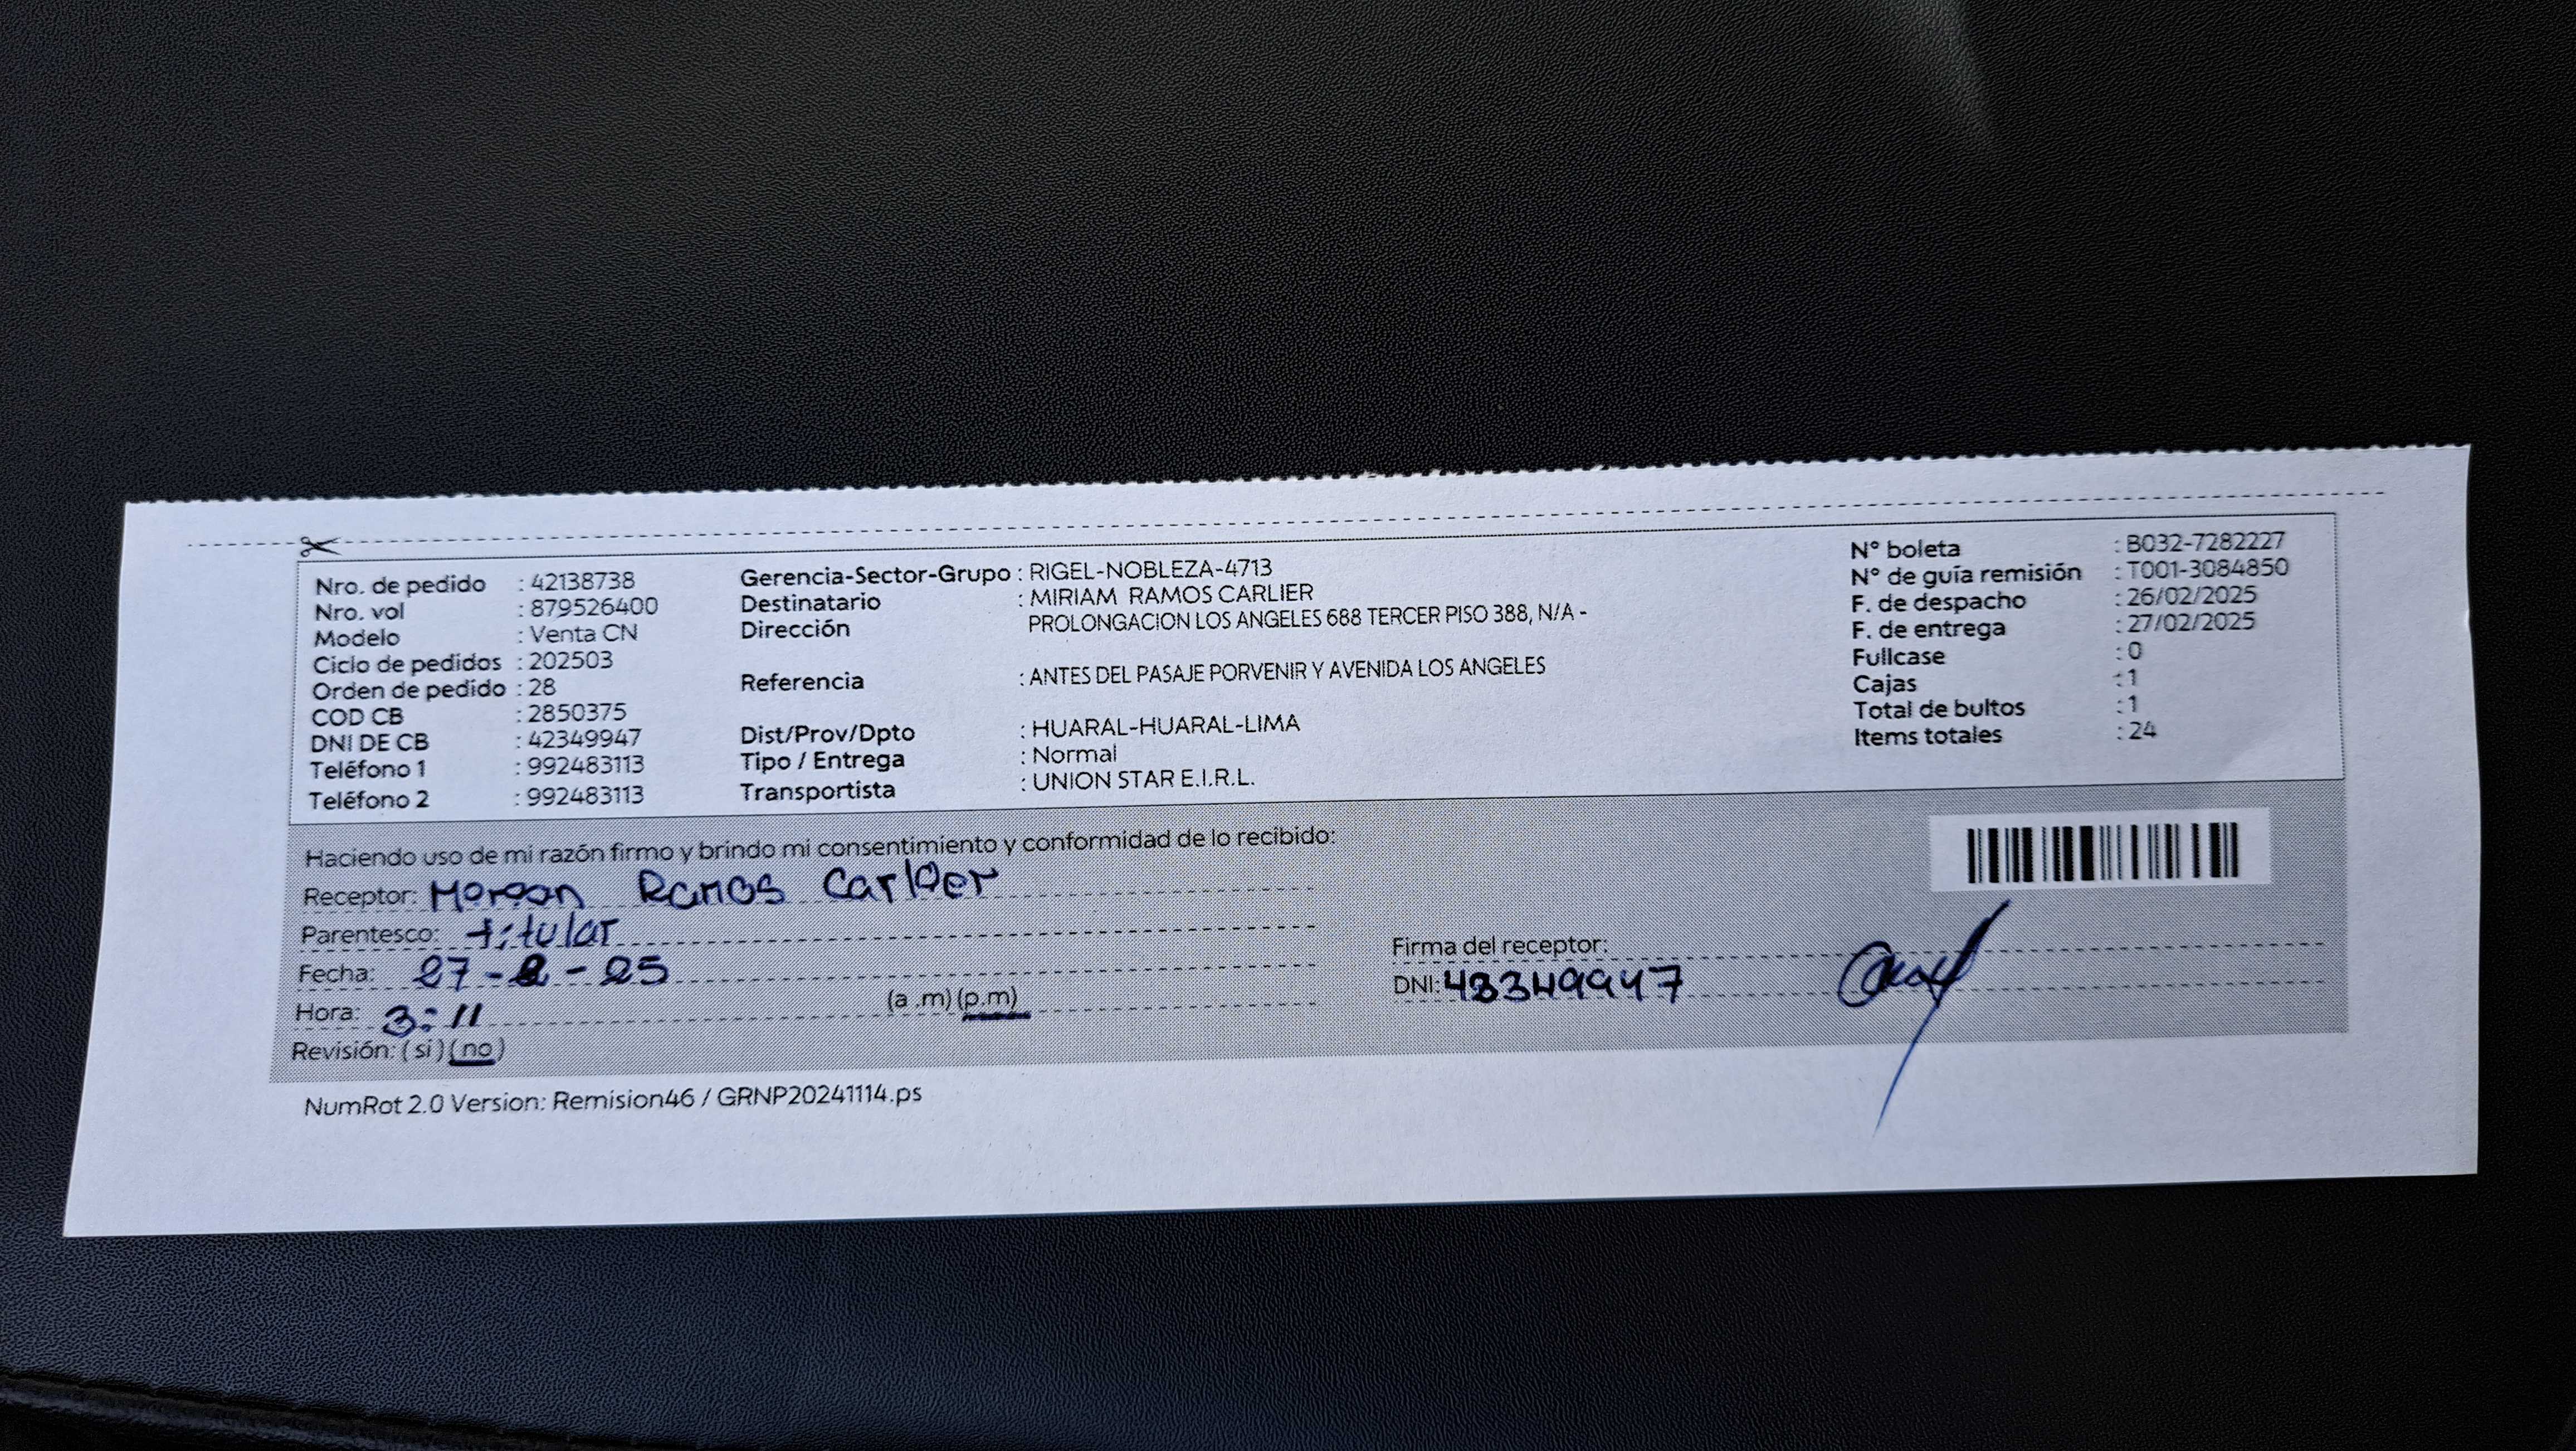 Nro. de pedido : 42138738
Nro. vol : 879526400
Modelo : Venta CN
Ciclo de pedidos : 202503
Orden de pedido : 28
COD CB : 2850375
DNI DE CB : 42349947
Teléfono 1 : 992483113
Teléfono 2 : 992483113
Gerencia-Sector-Grupo : RIGEL-NOBLEZA-4713
Destinatario : MIRIAM RAMOS CARLIER
Dirección PROLONGACION LOS ANGELES 688 TERCER PISO 388, N/A -
Referencia : ANTES DEL PASAJE PORVENIR Y AVENIDA LOS ANGELES
Dist/Prov/Dpto : HUARAL-HUARAL-LIMA
Tipo / Entrega : Normal
Transportista : UNION STAR E.I.R.L.
N° boleta : B032-7282227
N° de guía remisión : T001-3084850
F. de despacho : 26/02/2025
F. de entrega : 27/02/2025
Fullcase : 0
Cajas : 1
Total de bultos : 1
Items totales : 24
Haciendo uso de mi razón firmo y brindo mi consentimiento y conformidad de lo recibido:
Receptor: Ramos
Parentesco: titular
Fecha: 27-2-25
Hora: 3:11 (a .m) (p.m)
Revisión: ( si ) ( no )
Firma del receptor:
DNI:
NumRot 2.0 Version: Remision46 / GRNP20241114.ps